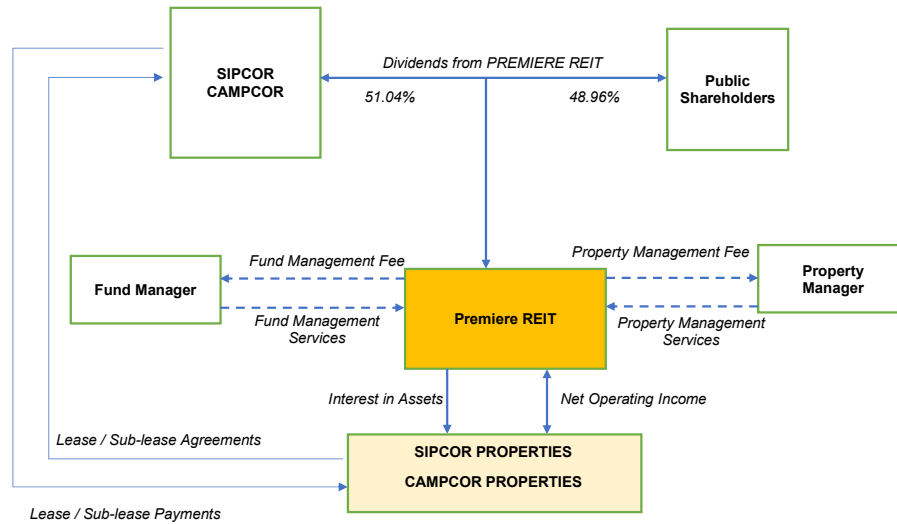 Dividends from PREMIERE REIT
SIPCOR
CAMPCOR
51.04%
48.96%
Public
Shareholders
Fund Management Fee
Property Management Fee
Fund Manager
Property
Manager
Premiere REIT
Fund Management
Services
Property Management
Services
Interest in Assets
Net Operating Income
Lease / Sub-lease Agreements
SIPCOR PROPERTIES
CAMPCOR PROPERTIES
Lease / Sub-lease Payments